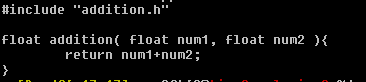 #include "addition.h"
float addition( float num1, float num2 ){
        return num1+num2;
}